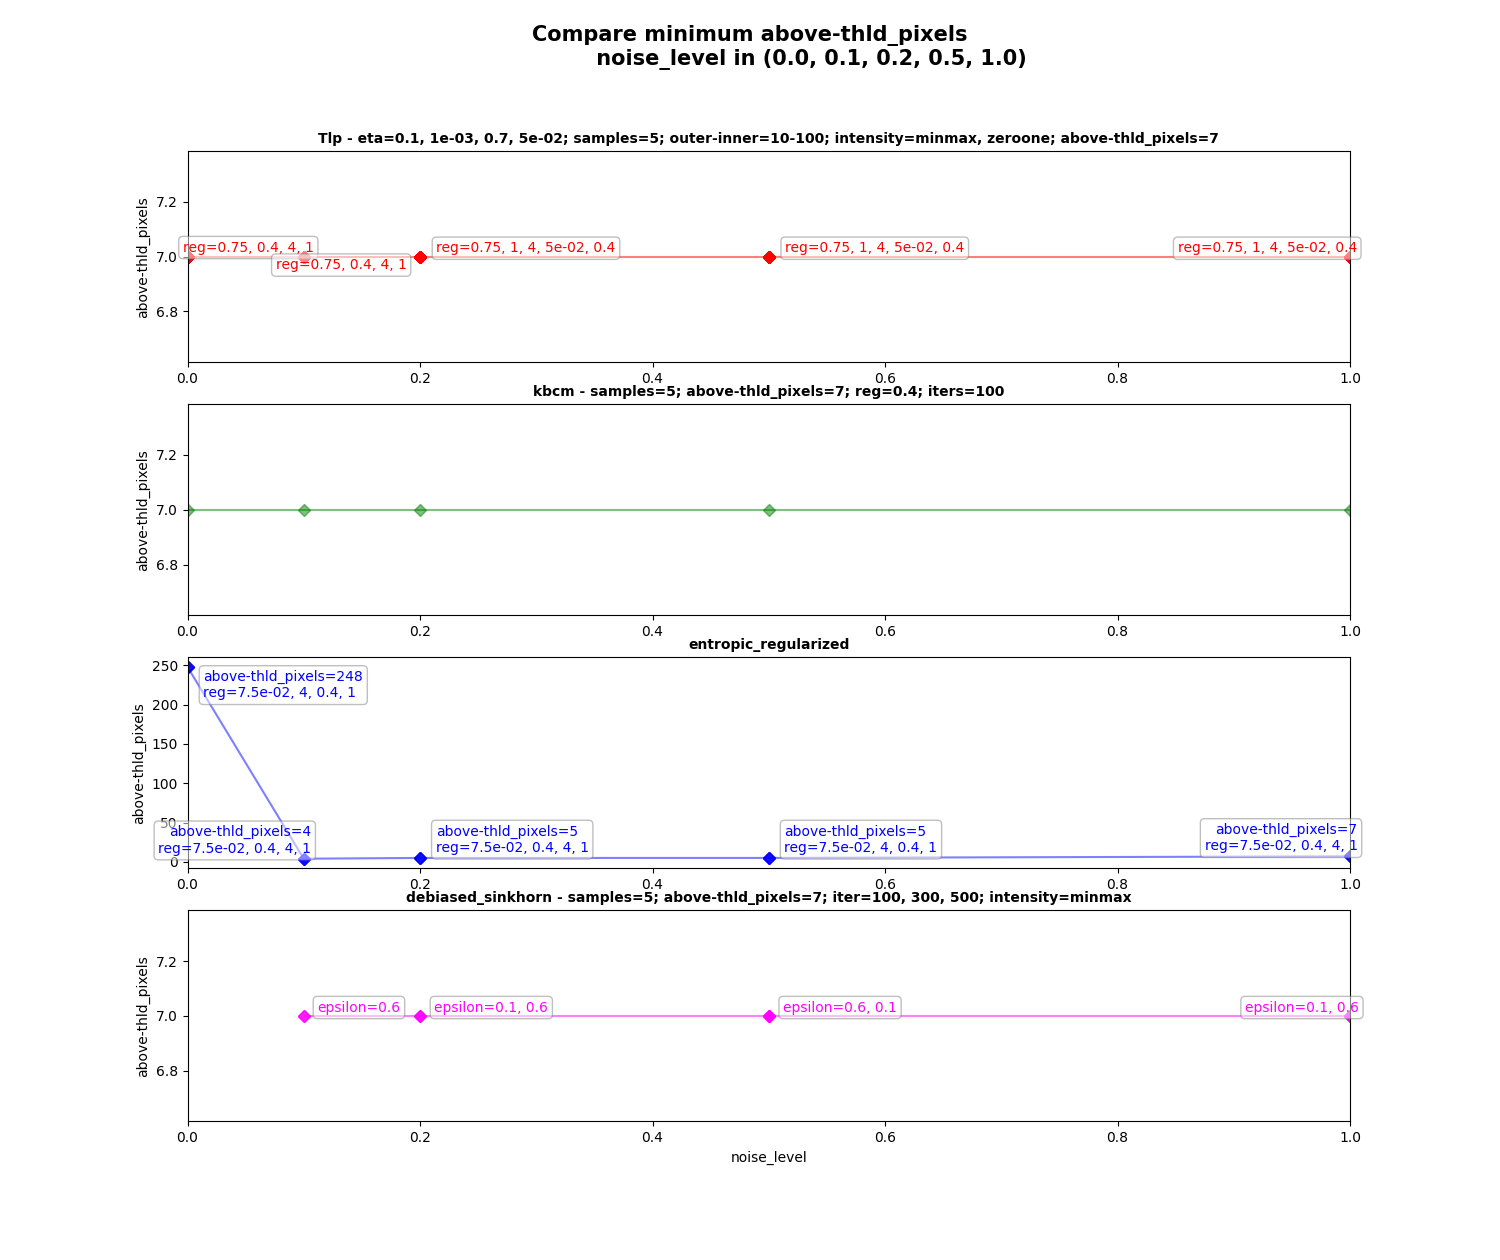 Compare minimum above-thld_pixels
noise_level in (0.0, 0.1, 0.2, 0.5, 1.0)
Tlp - eta=0.1, 1e-03, 0.7, 5e-02; samples=5; outer-inner=10-100; intensity=minmax, zeroone; above-thld_pixels=7
above-thld_pixels
7.2
7.0
6.8
reg=0.75, 0.4, 4, 1
reg=0.75, 0.4, 4, 1
reg=0.75, 1, 4, 5e-02, 0.4
reg=0.75, 1, 4, 5e-02, 0.4
reg=0.75, 1, 4, 5e-02, 0.4
0.0 0.2 0.4 0.6 0.8 1.0
kbcm - samples=5; above-thld_pixels=7; reg=0.4; iters=100
above-thld_pixels
7.2
7.0
6.8
0.0 0.2 0.4 0.6 0.8 1.0
entropic_regularized
above-thld_pixels
250
200
150
100
50
0
above-thld_pixels=248
reg=7.5e-02, 4, 0.4, 1
above-thld_pixels=4
reg=7.5e-02, 0.4, 4, 1
above-thld_pixels=5
reg=7.5e-02, 0.4, 4, 1
above-thld_pixels=5
reg=7.5e-02, 4, 0.4, 1
above-thld_pixels=7
reg=7.5e-02, 0.4, 4, 1
0.0 0.2 0.4 0.6 0.8 1.0
debiased_sinkhorn - samples=5; above-thld_pixels=7; iter=100, 300, 500; intensity=minmax
above-thld_pixels
7.2
7.0
6.8
epsilon=0.6
epsilon=0.1, 0.6
epsilon=0.6, 0.1
epsilon=0.1, 0.6
0.0 0.2 0.4 0.6 0.8 1.0
noise_level